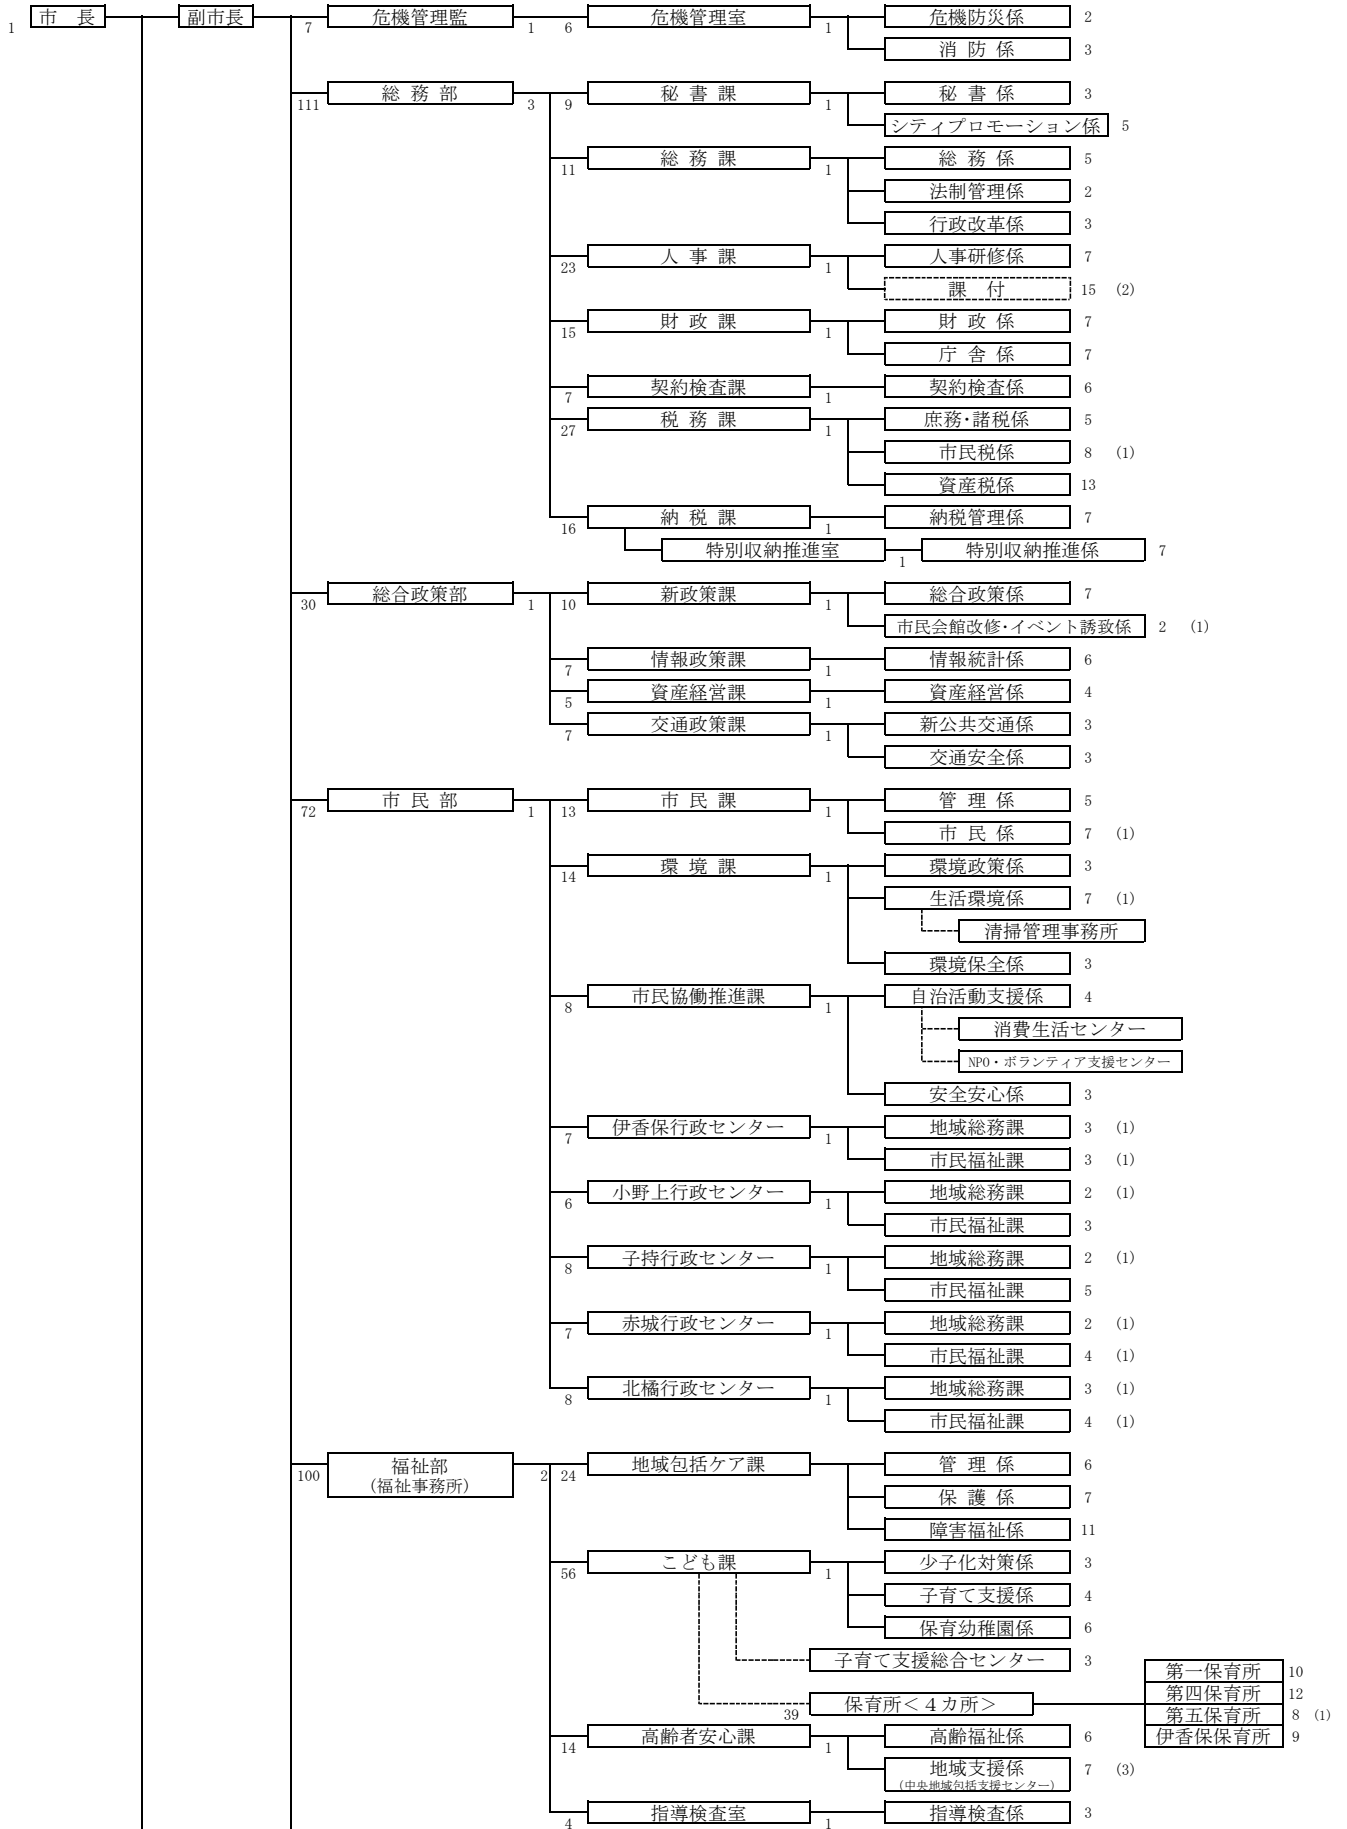 市　長 副市長 危機管理監 危機管理室 危機防災係 2
1 7 1 6 1
消 防 係 3
総 務 部 秘 書 課 秘 書 係 3
111 3 9 1
シティプロモーション係 5
総 務 課 総 務 係 5
11 1
法制管理係 2
行政改革係 3
人 事 課 人事研修係 7
23 1
課　付 15 (2)
財 政 課 財 政 係 7
15 1
庁 舎 係 7
契約検査課 契約検査係 6
7 1
税 務 課 庶務・諸税係 5
27 1
市民税係 8 (1)
資産税係 13
納 税 課 納税管理係 7
16 1
特別収納推進室 特別収納推進係 7
1
総合政策部 新政策課 総合政策係 7
30 1 10 1
市民会館改修・イベント誘致係 2 (1)
情報政策課 情報統計係 6
7 1
資産経営課 資産経営係 4
5 1
交通政策課 新公共交通係 3
7 1
交通安全係 3
市 民 部 市 民 課 管 理 係 5
72 1 13 1
市 民 係 7 (1)
環 境 課 環境政策係 3
14 1
生活環境係 7 (1)
清掃管理事務所
環境保全係 3
市民協働推進課 自治活動支援係 4
8 1
消費生活センター
NPO・ボランティア支援センター
安全安心係 3
伊香保行政センター 地域総務課 3 (1)
7 1
市民福祉課 3 (1)
小野上行政センター 地域総務課 2 (1)
6 1
市民福祉課 3
子持行政センター 地域総務課 2 (1)
8 1
市民福祉課 5
赤城行政センター 地域総務課 2 (1)
7 1
市民福祉課 4 (1)
北橘行政センター 地域総務課 3 (1)
8 1
市民福祉課 4 (1)
福祉部 地域包括ケア課 管 理 係 6
100 (福祉事務所) 2 24
保 護 係 7
障害福祉係 11
こども課 少子化対策係 3
56 1
子育て支援係 4
保育幼稚園係 6
子育て支援総合センター 3
第一保育所 10
第四保育所 12
39 保育所＜４カ所＞
第五保育所 8 (1)
伊香保保育所 9
高齢者安心課 高齢福祉係 6
14 1
地域支援係 7 (3)
(中央地域包括支援センター)
指導検査室 指導検査係 3
4 1